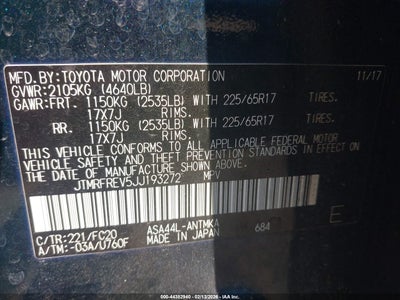 MFD.BY:TOYOTA MOTOR CORPORATION 11/17
GVWR:2105KG (4640LB)
GAWR:FRT. 1150KG (2535LB) WITH 225/65R17 TIRES.
17X7J RIMS.
RR. 1150KG (2535LB) WITH 225/65R17 TIRES.
17X7J RIMS.
THIS VEHICLE CONFORMS TO ALL APPLICABLE FEDERAL MOTOR
VEHICLE SAFETY, BUMPER, AND THEFT PREVENTION STANDARDS IN
EFFECT ON THE DATE OF MANUFACTURE SHOWN ABOVE.
JTMRFREV5JJ193272 MPV
C/TR:221/FC20 ASA44L-ANTMKA 684 E
A/TM:-03A/U760F MADE IN JAPAN
© 44382940 - 02/13/2026 - IAA